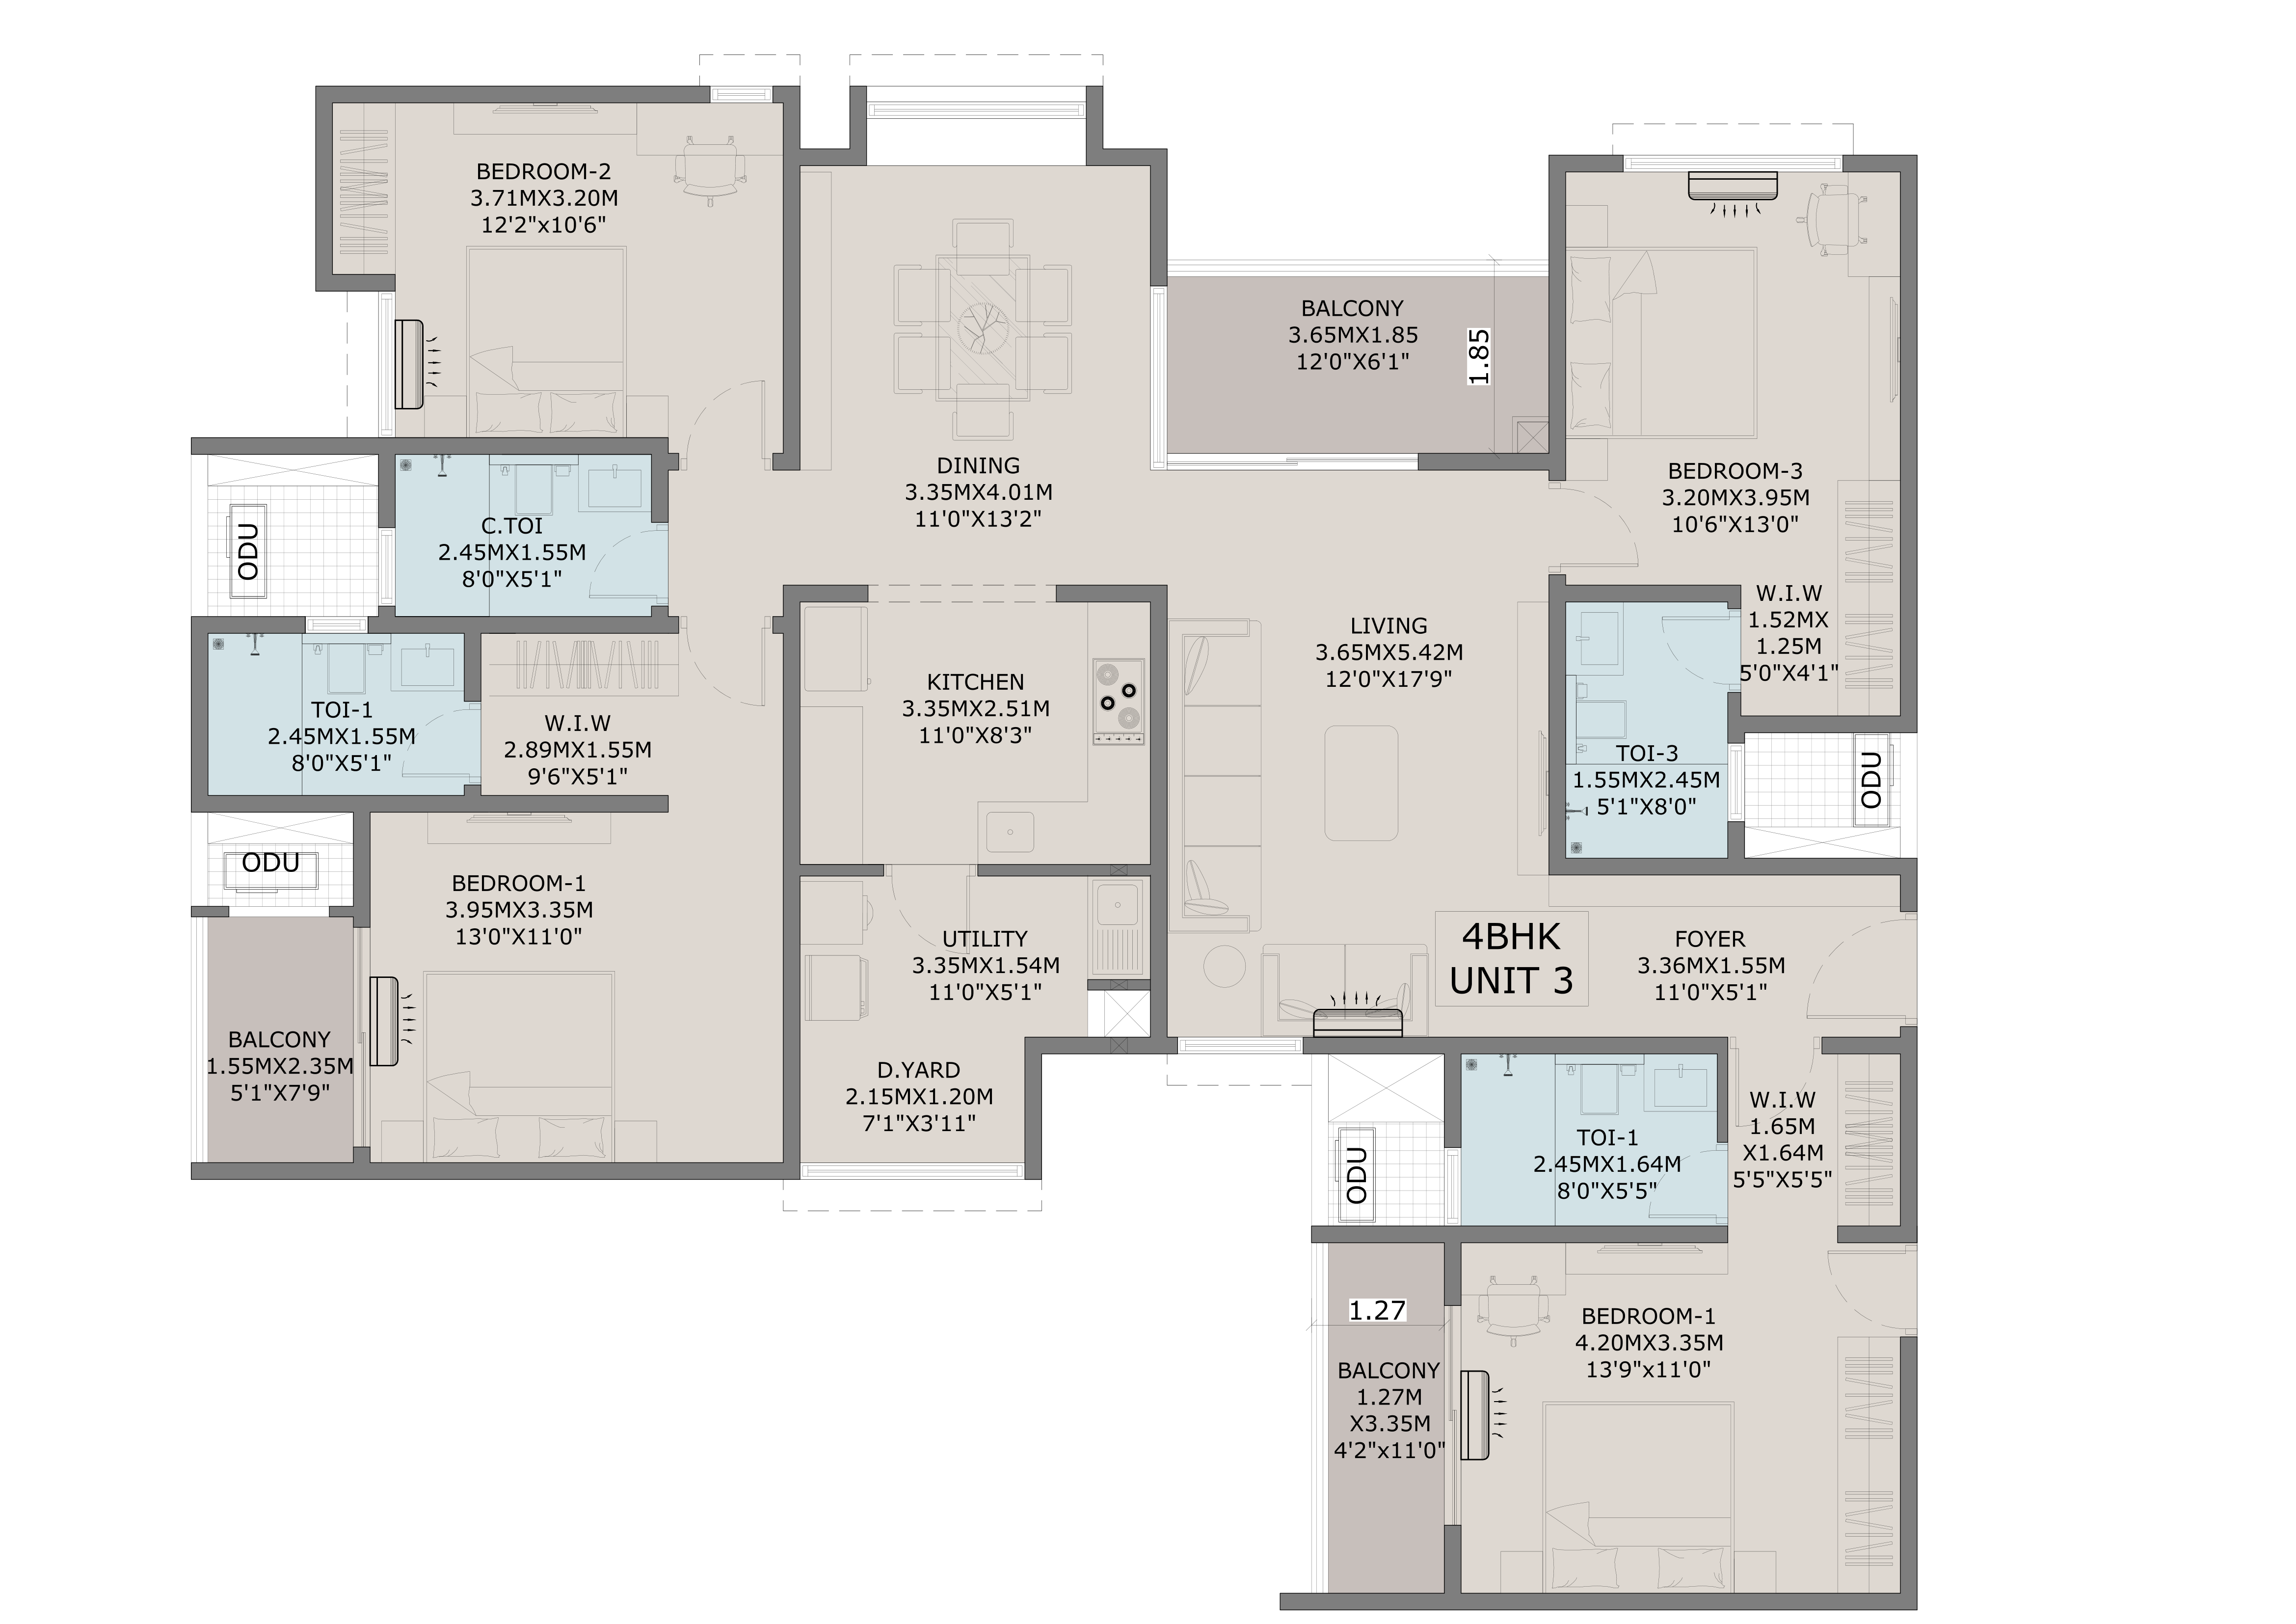 BEDROOM-2
3.71MX3.20M
12'2"x10'6"
BALCONY
3.65MX1.85
12'0"X6'1"
1.85
DINING
3.35MX4.01M
11'0"X13'2"
BEDROOM-3
3.20MX3.95M
10'6"X13'0"
ODU
C.TOI
2.45MX1.55M
8'0"X5'1"
W.I.W
1.52MX
1.25M
5'0"X4'1"
LIVING
3.65MX5.42M
12'0"X17'9"
KITCHEN
3.35MX2.51M
11'0"X8'3"
TOI-1
2.45MX1.55M
8'0"X5'1"
W.I.W
2.89MX1.55M
9'6"X5'1"
TOI-3
1.55MX2.45M
5'1"X8'0"
ODU
ODU
BEDROOM-1
3.95MX3.35M
13'0"X11'0"
UTILITY
3.35MX1.54M
11'0"X5'1"
4BHK
UNIT 3
FOYER
3.36MX1.55M
11'0"X5'1"
BALCONY
1.55MX2.35M
5'1"X7'9"
D.YARD
2.15MX1.20M
7'1"X3'11"
ODU
TOI-1
2.45MX1.64M
8'0"X5'5"
W.I.W
1.65M
X1.64M
5'5"X5'5"
1.27
BALCONY
1.27M
X3.35M
4'2"x11'0"
BEDROOM-1
4.20MX3.35M
13'9"x11'0"